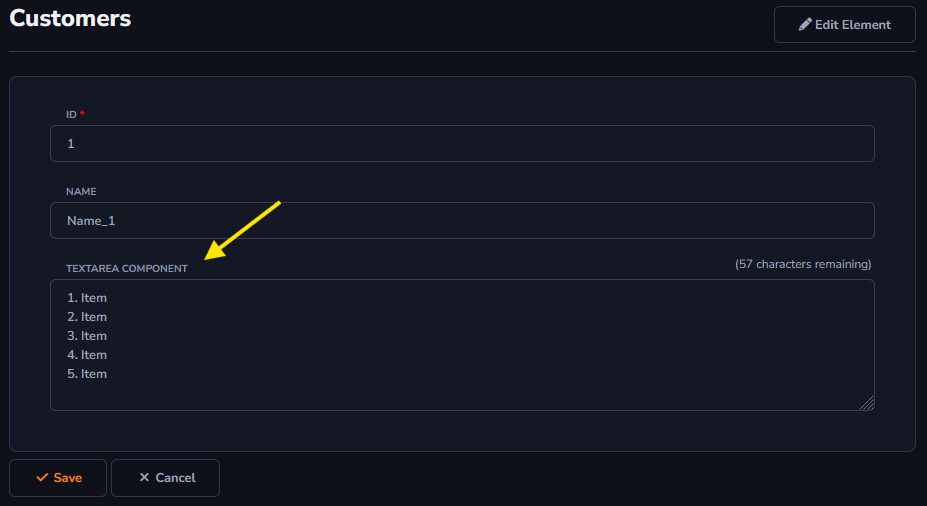 Customers
Edit Element
ID *
1
NAME
Name_1
TEXTAREA COMPONENT
(57 characters remaining)
1. Item
2. Item
3. Item
4. Item
5. Item
Save
Cancel